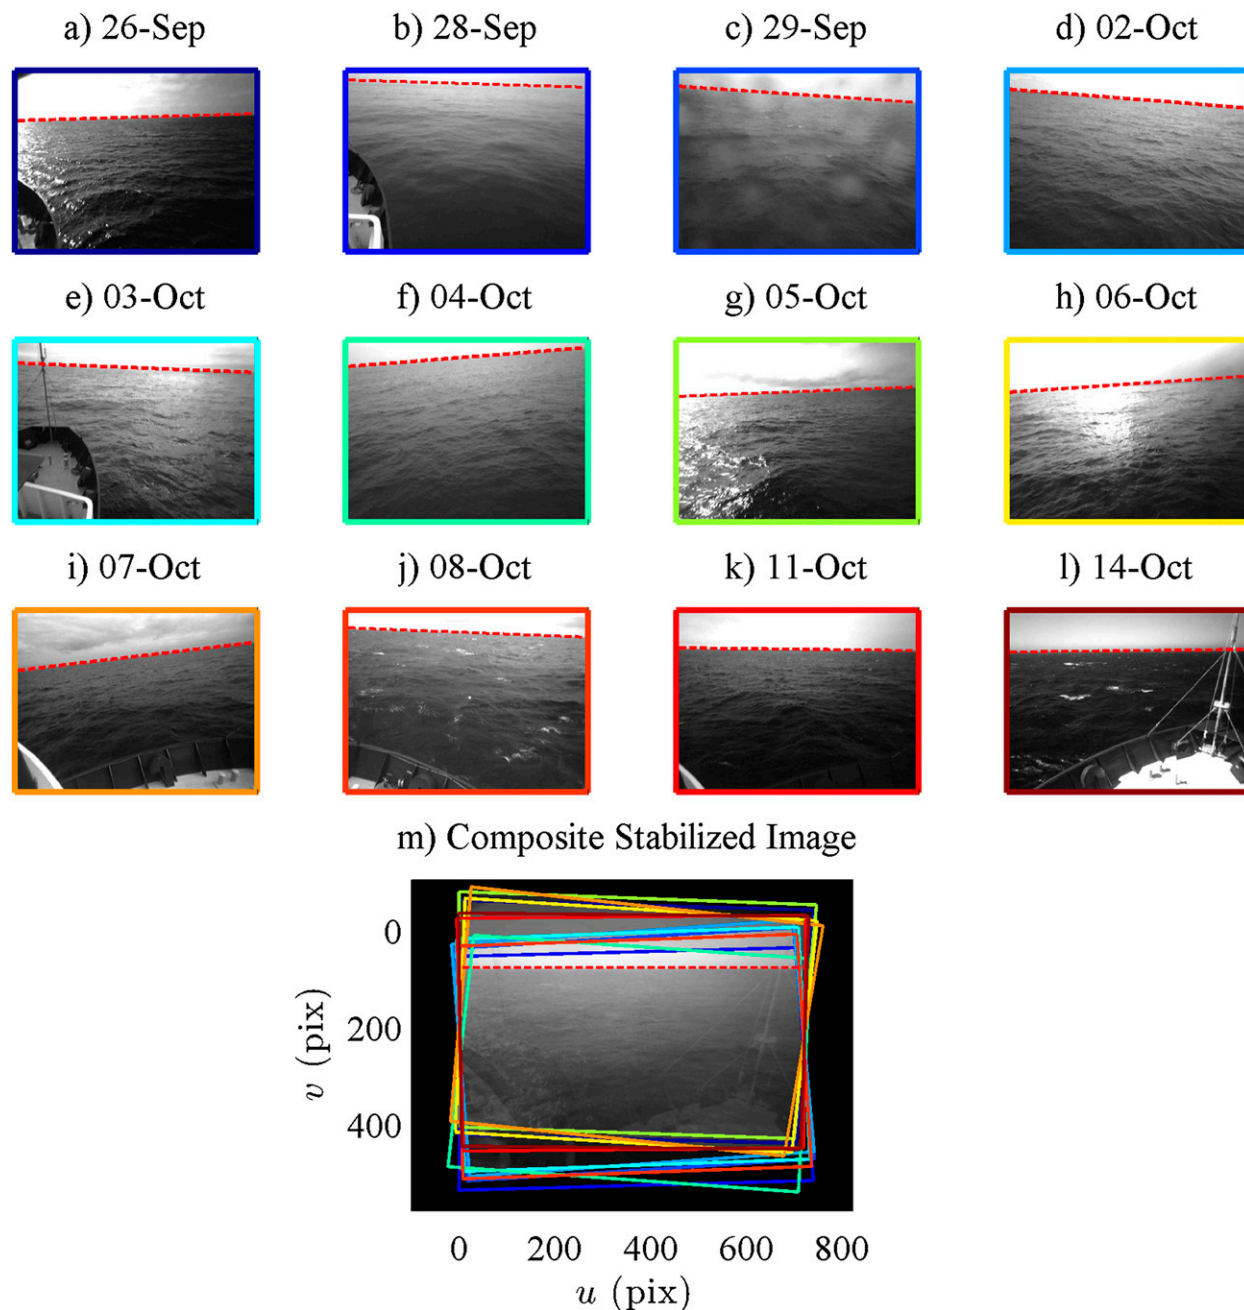 a) 26-Sep
b) 28-Sep
c) 29-Sep
d) 02-Oct
e) 03-Oct
f) 04-Oct
g) 05-Oct
h) 06-Oct
i) 07-Oct
j) 08-Oct
k) 11-Oct
l) 14-Oct
m) Composite Stabilized Image
0
200
400
v (pix)
0 200 400 600 800
u (pix)